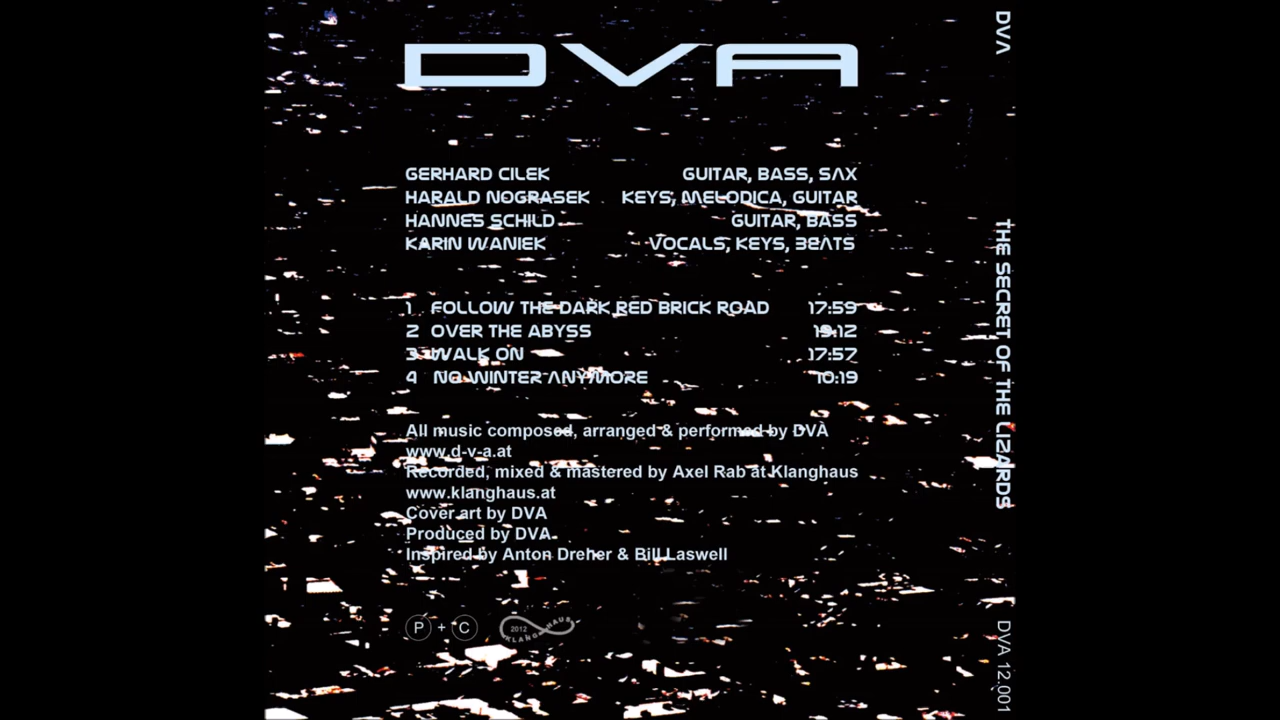 DVA
GERHARD CILEK GUITAR, BASS, SAX
HARALD NOGRASEK KEYS, MELODICA, GUITAR
HANNES SCHILD GUITAR, BASS
KARIN WANIEK VOCALS, KEYS, BEATS
1 FOLLOW THE DARK RED BRICK ROAD 17:59
2 OVER THE ABYSS 19:12
3 WALK ON 17:57
4 NO WINTER ANYMORE 10:19
All music composed, arranged & performed by DVA
www.d-v-a.at
Recorded, mixed & mastered by Axel Rab at Klanghaus
www.klanghaus.at
Cover art by DVA
Produced by DVA
Inspired by Anton Dreher & Bill Laswell
P + C 2012 KLANGHAUS
DVA
THE SECRET OF THE LIZARDS
DVA 12.001